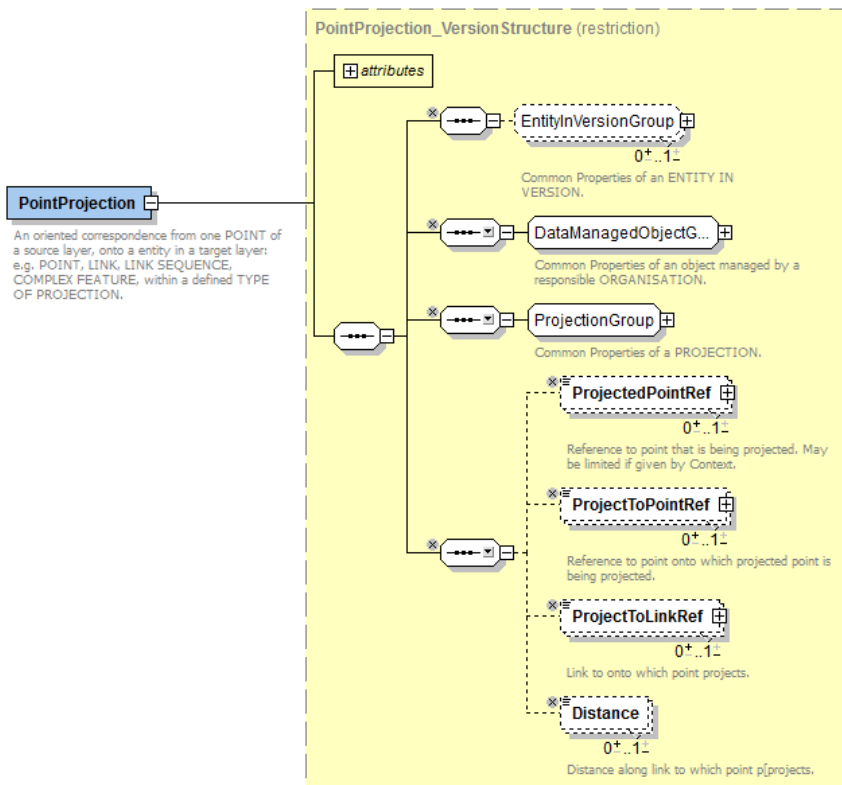 PointProjection_VersionStructure (restriction)
attributes
EntityInVersionGroup
0+..1+
Common Properties of an ENTITY IN
VERSION.
PointProjection
An oriented correspondence from one POINT of
a source layer, onto a entity in a target layer:
e.g. POINT, LINK, LINK SEQUENCE,
COMPLEX FEATURE, within a defined TYPE
OF PROJECTION.
DataManagedObjectG...
Common Properties of an object managed by a
responsible ORGANISATION.
ProjectionGroup
Common Properties of a PROJECTION.
ProjectedPointRef
0+..1+
Reference to point that is being projected. May
be limited if given by Context.
ProjectToPointRef
0+..1+
Reference to point onto which projected point is
being projected.
ProjectToLinkRef
0+..1+
Link to onto which point projects.
Distance
0+..1+
Distance along link to which point p[projects.